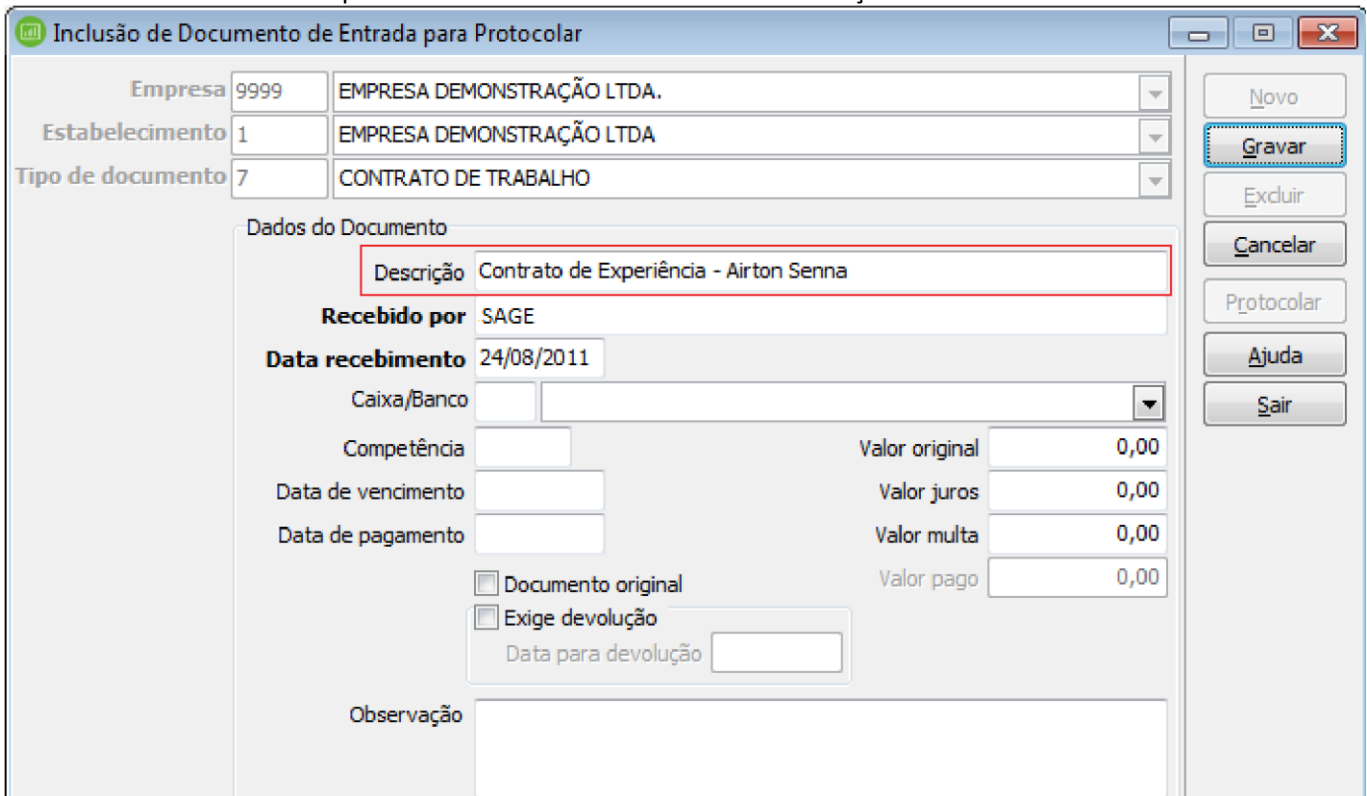 Inclusão de Documento de Entrada para Protocolar
Empresa 9999 EMPRESA DEMONSTRAÇÃO LTDA. Novo
Estabelecimento 1 EMPRESA DEMONSTRAÇÃO LTDA Gravar
Tipo de documento 7 CONTRATO DE TRABALHO Excluir
Dados do Documento Cancelar
Descrição Contrato de Experiência - Airton Senna
Recebido por SAGE Protocolar
Data recebimento 24/08/2011 Ajuda
Caixa/Banco Sair
Competência Valor original 0,00
Data de vencimento Valor juros 0,00
Data de pagamento Valor multa 0,00
Documento original Valor pago 0,00
Exige devolução
Data para devolução
Observação